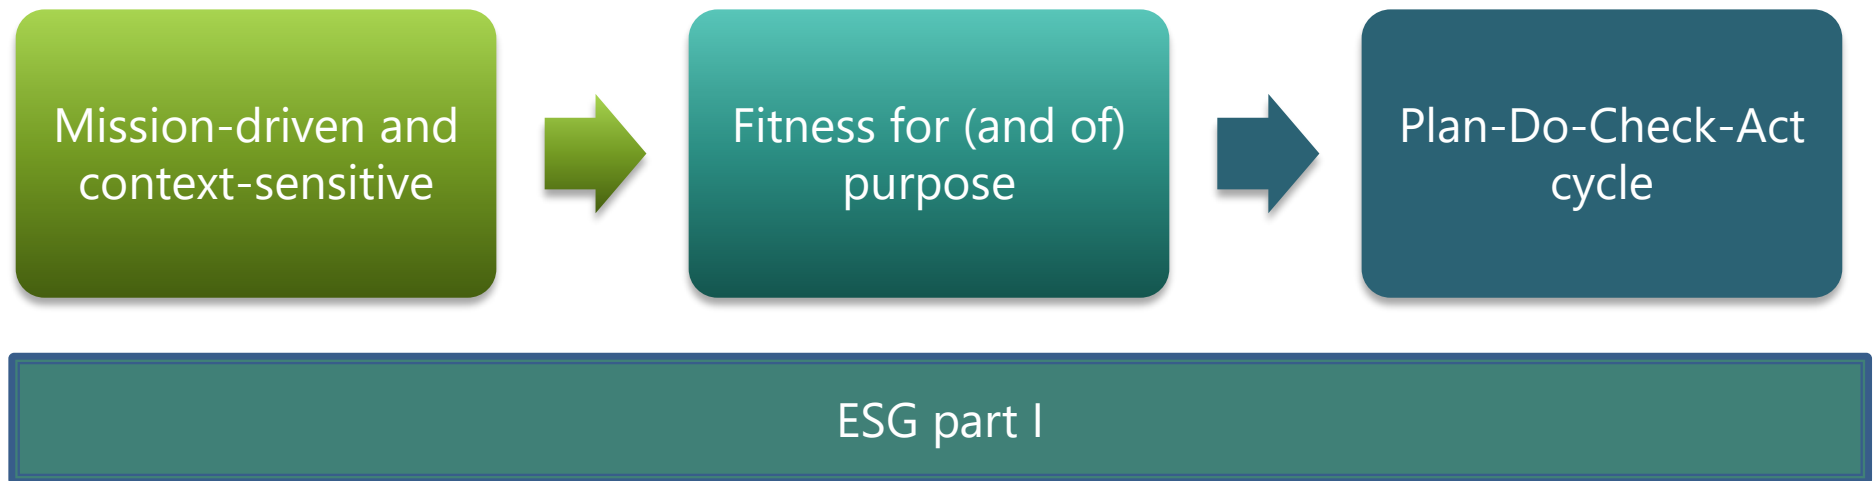 Mission-driven and
context-sensitive
Fitness for (and of)
purpose
Plan-Do-Check-Act
cycle
ESG part I